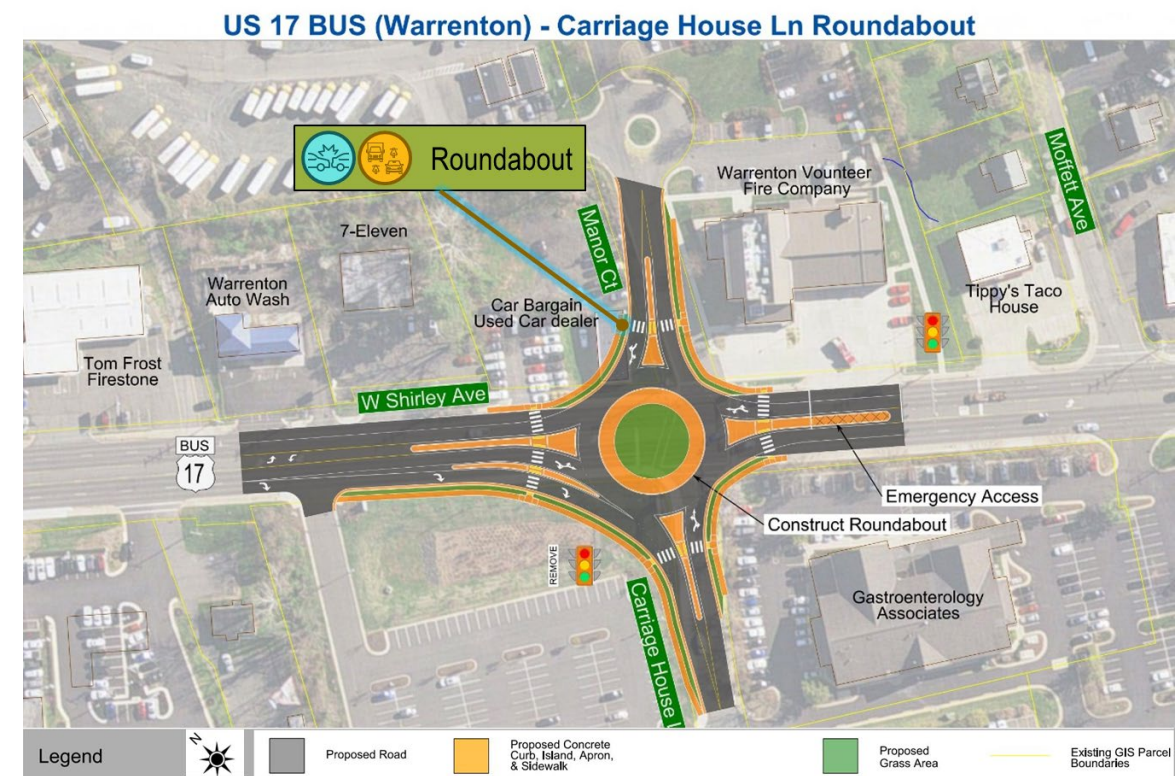 US 17 BUS (Warrenton) - Carriage House Ln Roundabout
Roundabout
Warrenton Vounteer
Fire Company
Moffett Ave
Manor Ct
7-Eleven
Warrenton
Auto Wash
Car Bargain
Used Car dealer
Tippy's Taco
House
Tom Frost
Firestone
W Shirley Ave
BUS
17
Emergency Access
Construct Roundabout
REMOVE
Carriage House l
Gastroenterology
Associates
Legend
N
Proposed Road
Proposed Concrete
Curb, Island, Apron,
& Sidewalk
Proposed
Grass Area
Existing GIS Parcel
Boundaries